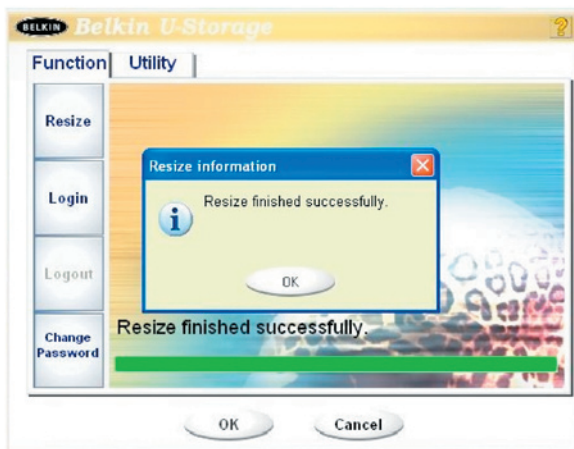 BELKIN Belkin U-Storage ?
Function Utility
Resize
Login
Logout
Change
Password
Resize information
Resize finished successfully.
OK
Resize finished successfully.
OK Cancel